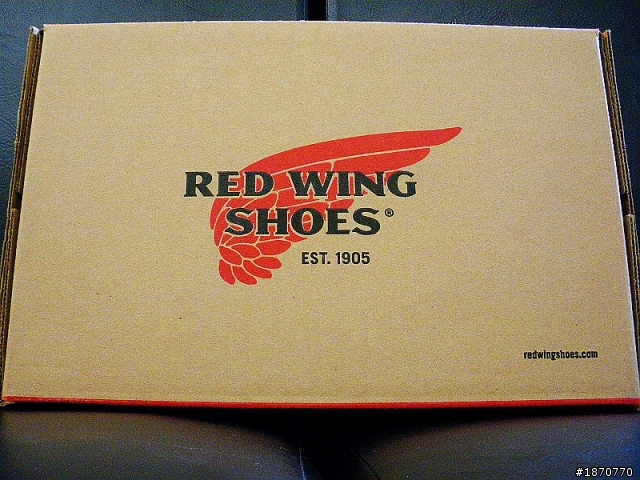 RED WING
SHOES®
EST. 1905
redwingshoes.com
#1870770